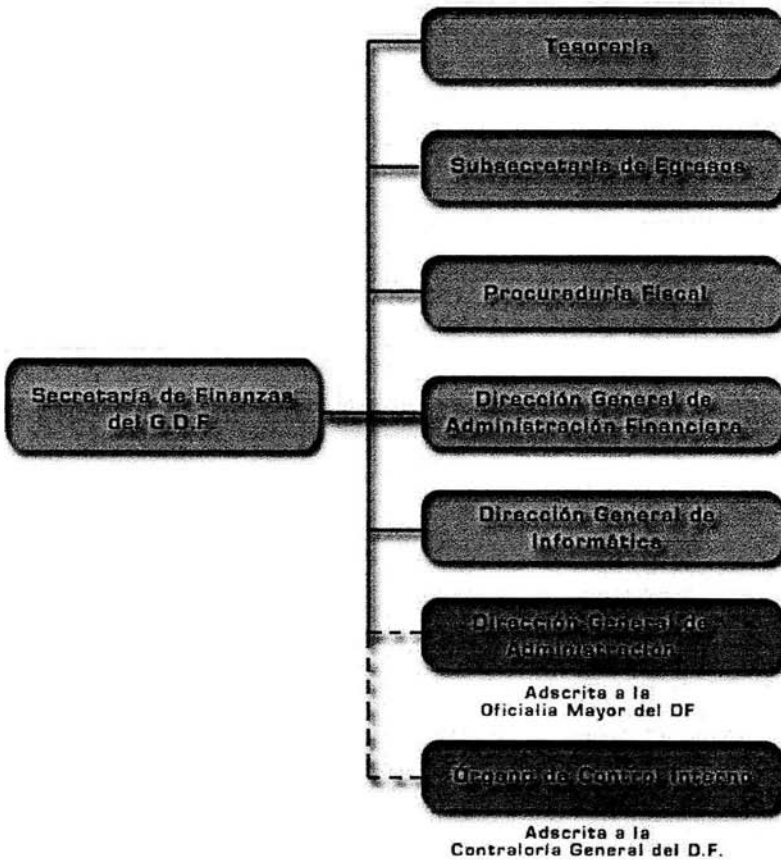 Tesorería
Subsecretaría de Egresos
Procuraduría Fiscal
Secretaría de Finanzas
del G.D.F.
Dirección General de
Administración Financiera
Dirección General de
Informática
Dirección General de
Administración
Adscrita a la
Oficialia Mayor del DF
Órgano de Control Interno
Adscrita a la
Contraloría General del D.F.